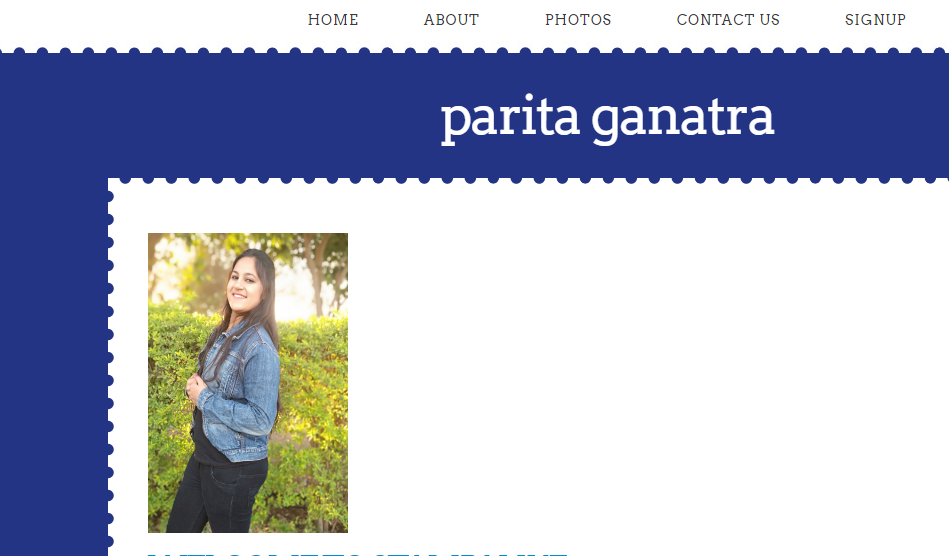 HOME ABOUT PHOTOS CONTACT US SIGNUP
parita ganatra